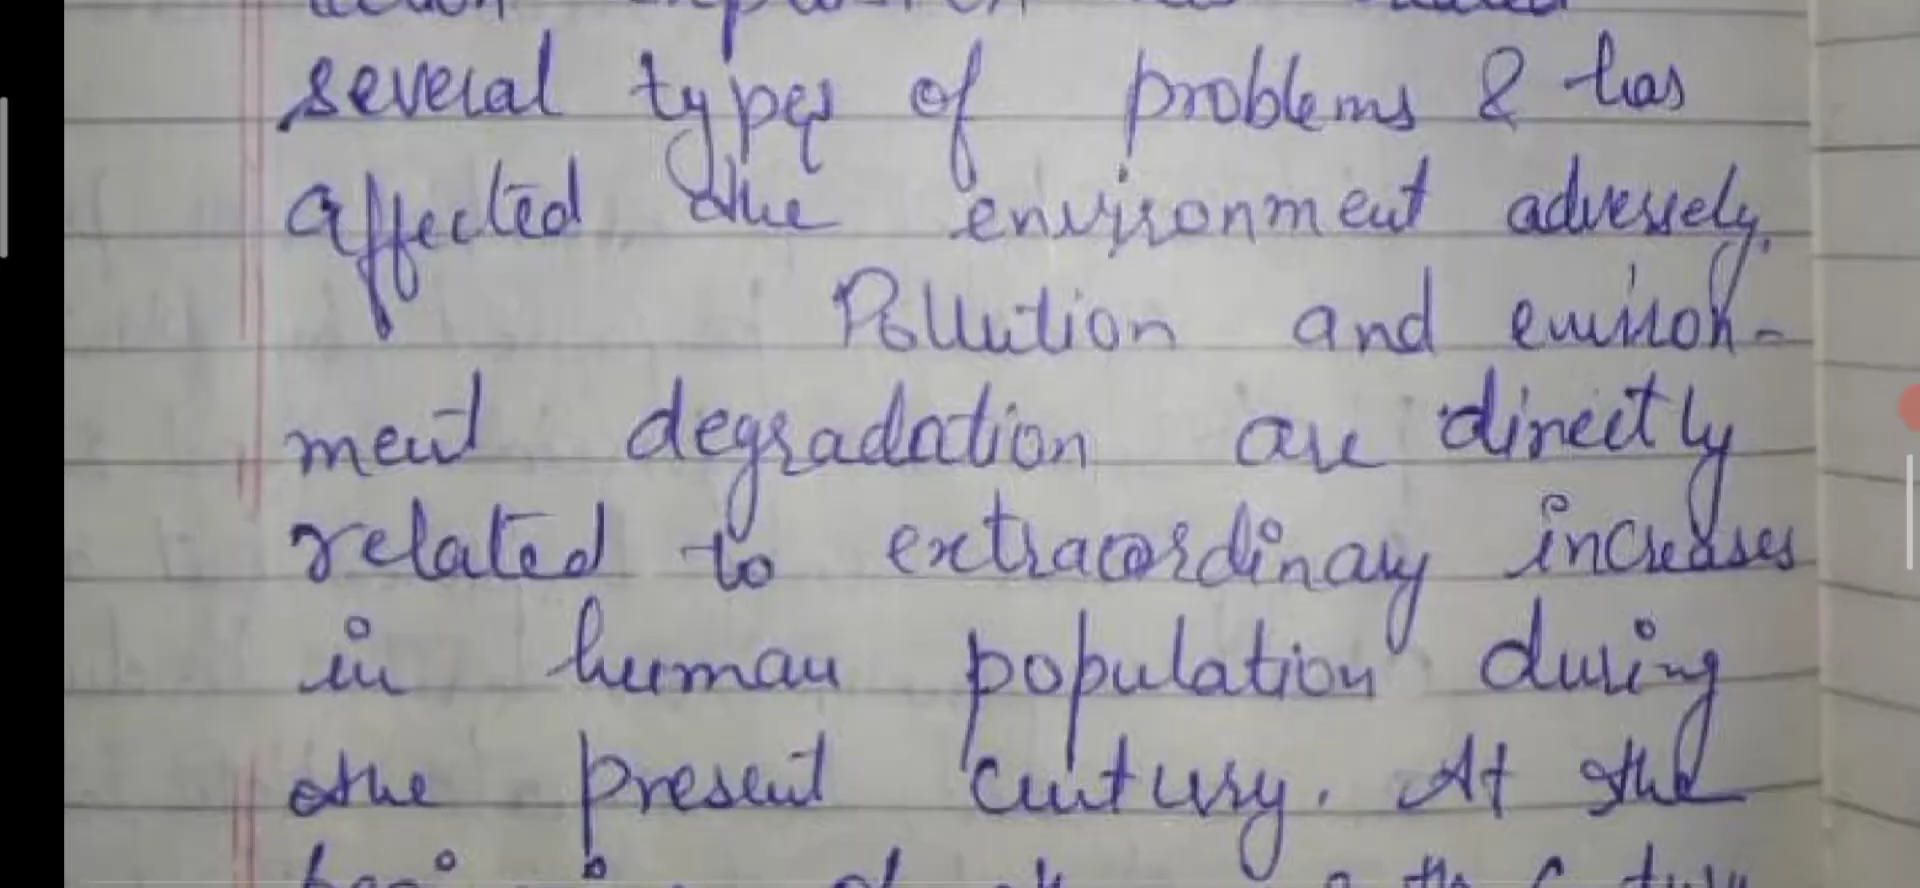 several types of problems & has
affected the environment adversely.
Pollution and environ-
ment degradation are directly
related to extraordinary increases
in human population during
the present century. At the